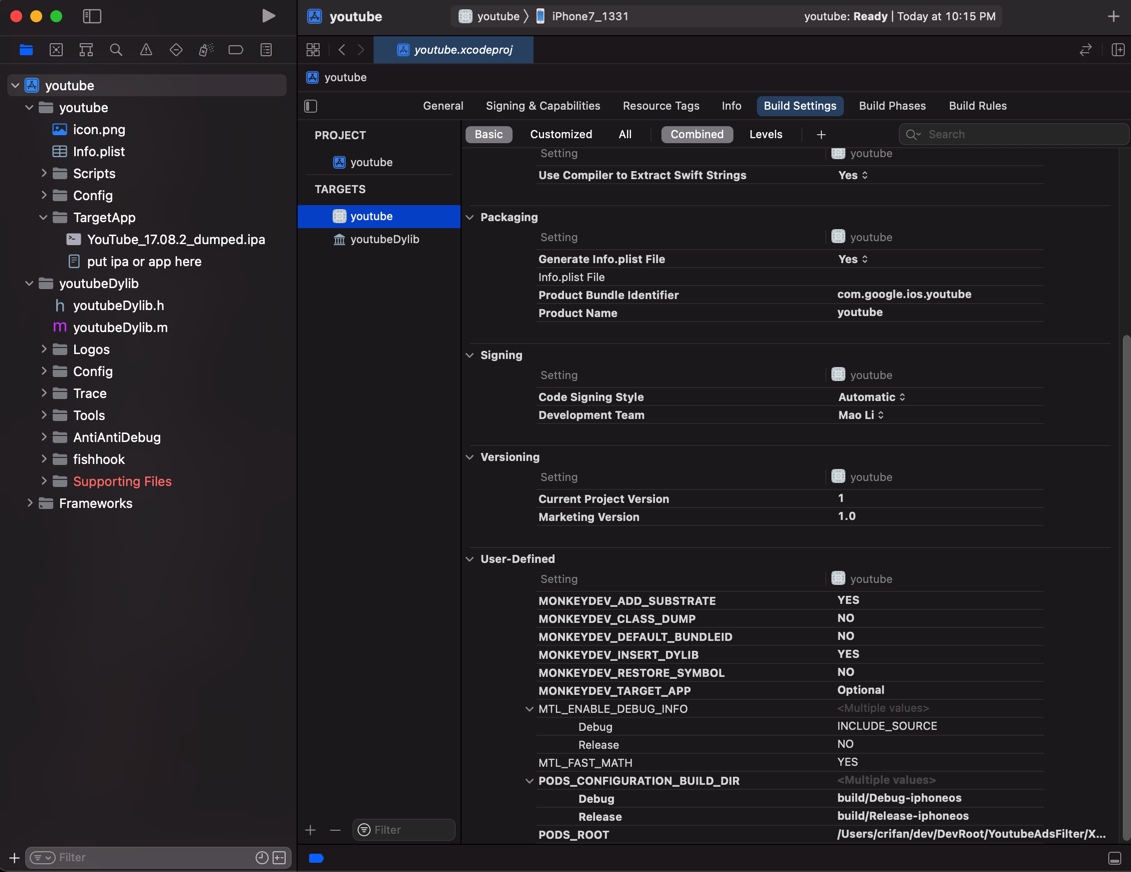 youtube
youtube
iPhone7_1331
youtube: Ready | Today at 10:15 PM
youtube.xcodeproj
youtube
youtube
icon.png
Info.plist
Scripts
Config
TargetApp
YouTube_17.08.2_dumped.ipa
put ipa or app here
youtubeDylib
youtubeDylib.h
youtubeDylib.m
Logos
Config
Trace
Tools
AntiAntiDebug
fishhook
Supporting Files
Frameworks
Filter
youtube
General
Signing & Capabilities
Resource Tags
Info
Build Settings
Build Phases
Build Rules
PROJECT
youtube
TARGETS
youtube
youtubeDylib
Filter
Basic
Customized
All
Combined
Levels
Search
Setting youtube
Use Compiler to Extract Swift Strings Yes
Packaging
Setting youtube
Generate Info.plist File Yes
Info.plist File
Product Bundle Identifier com.google.ios.youtube
Product Name youtube
Signing
Setting youtube
Code Signing Style Automatic
Development Team Mao Li
Versioning
Setting youtube
Current Project Version 1
Marketing Version 1.0
User-Defined
Setting youtube
MONKEYDEV_ADD_SUBSTRATE YES
MONKEYDEV_CLASS_DUMP NO
MONKEYDEV_DEFAULT_BUNDLEID NO
MONKEYDEV_INSERT_DYLIB YES
MONKEYDEV_RESTORE_SYMBOL NO
MONKEYDEV_TARGET_APP Optional
MTL_ENABLE_DEBUG_INFO <Multiple values>
Debug INCLUDE_SOURCE
Release NO
MTL_FAST_MATH YES
PODS_CONFIGURATION_BUILD_DIR <Multiple values>
Debug build/Debug-iphoneos
Release build/Release-iphoneos
PODS_ROOT /Users/crifan/dev/DevRoot/YoutubeAdsFilter/X...